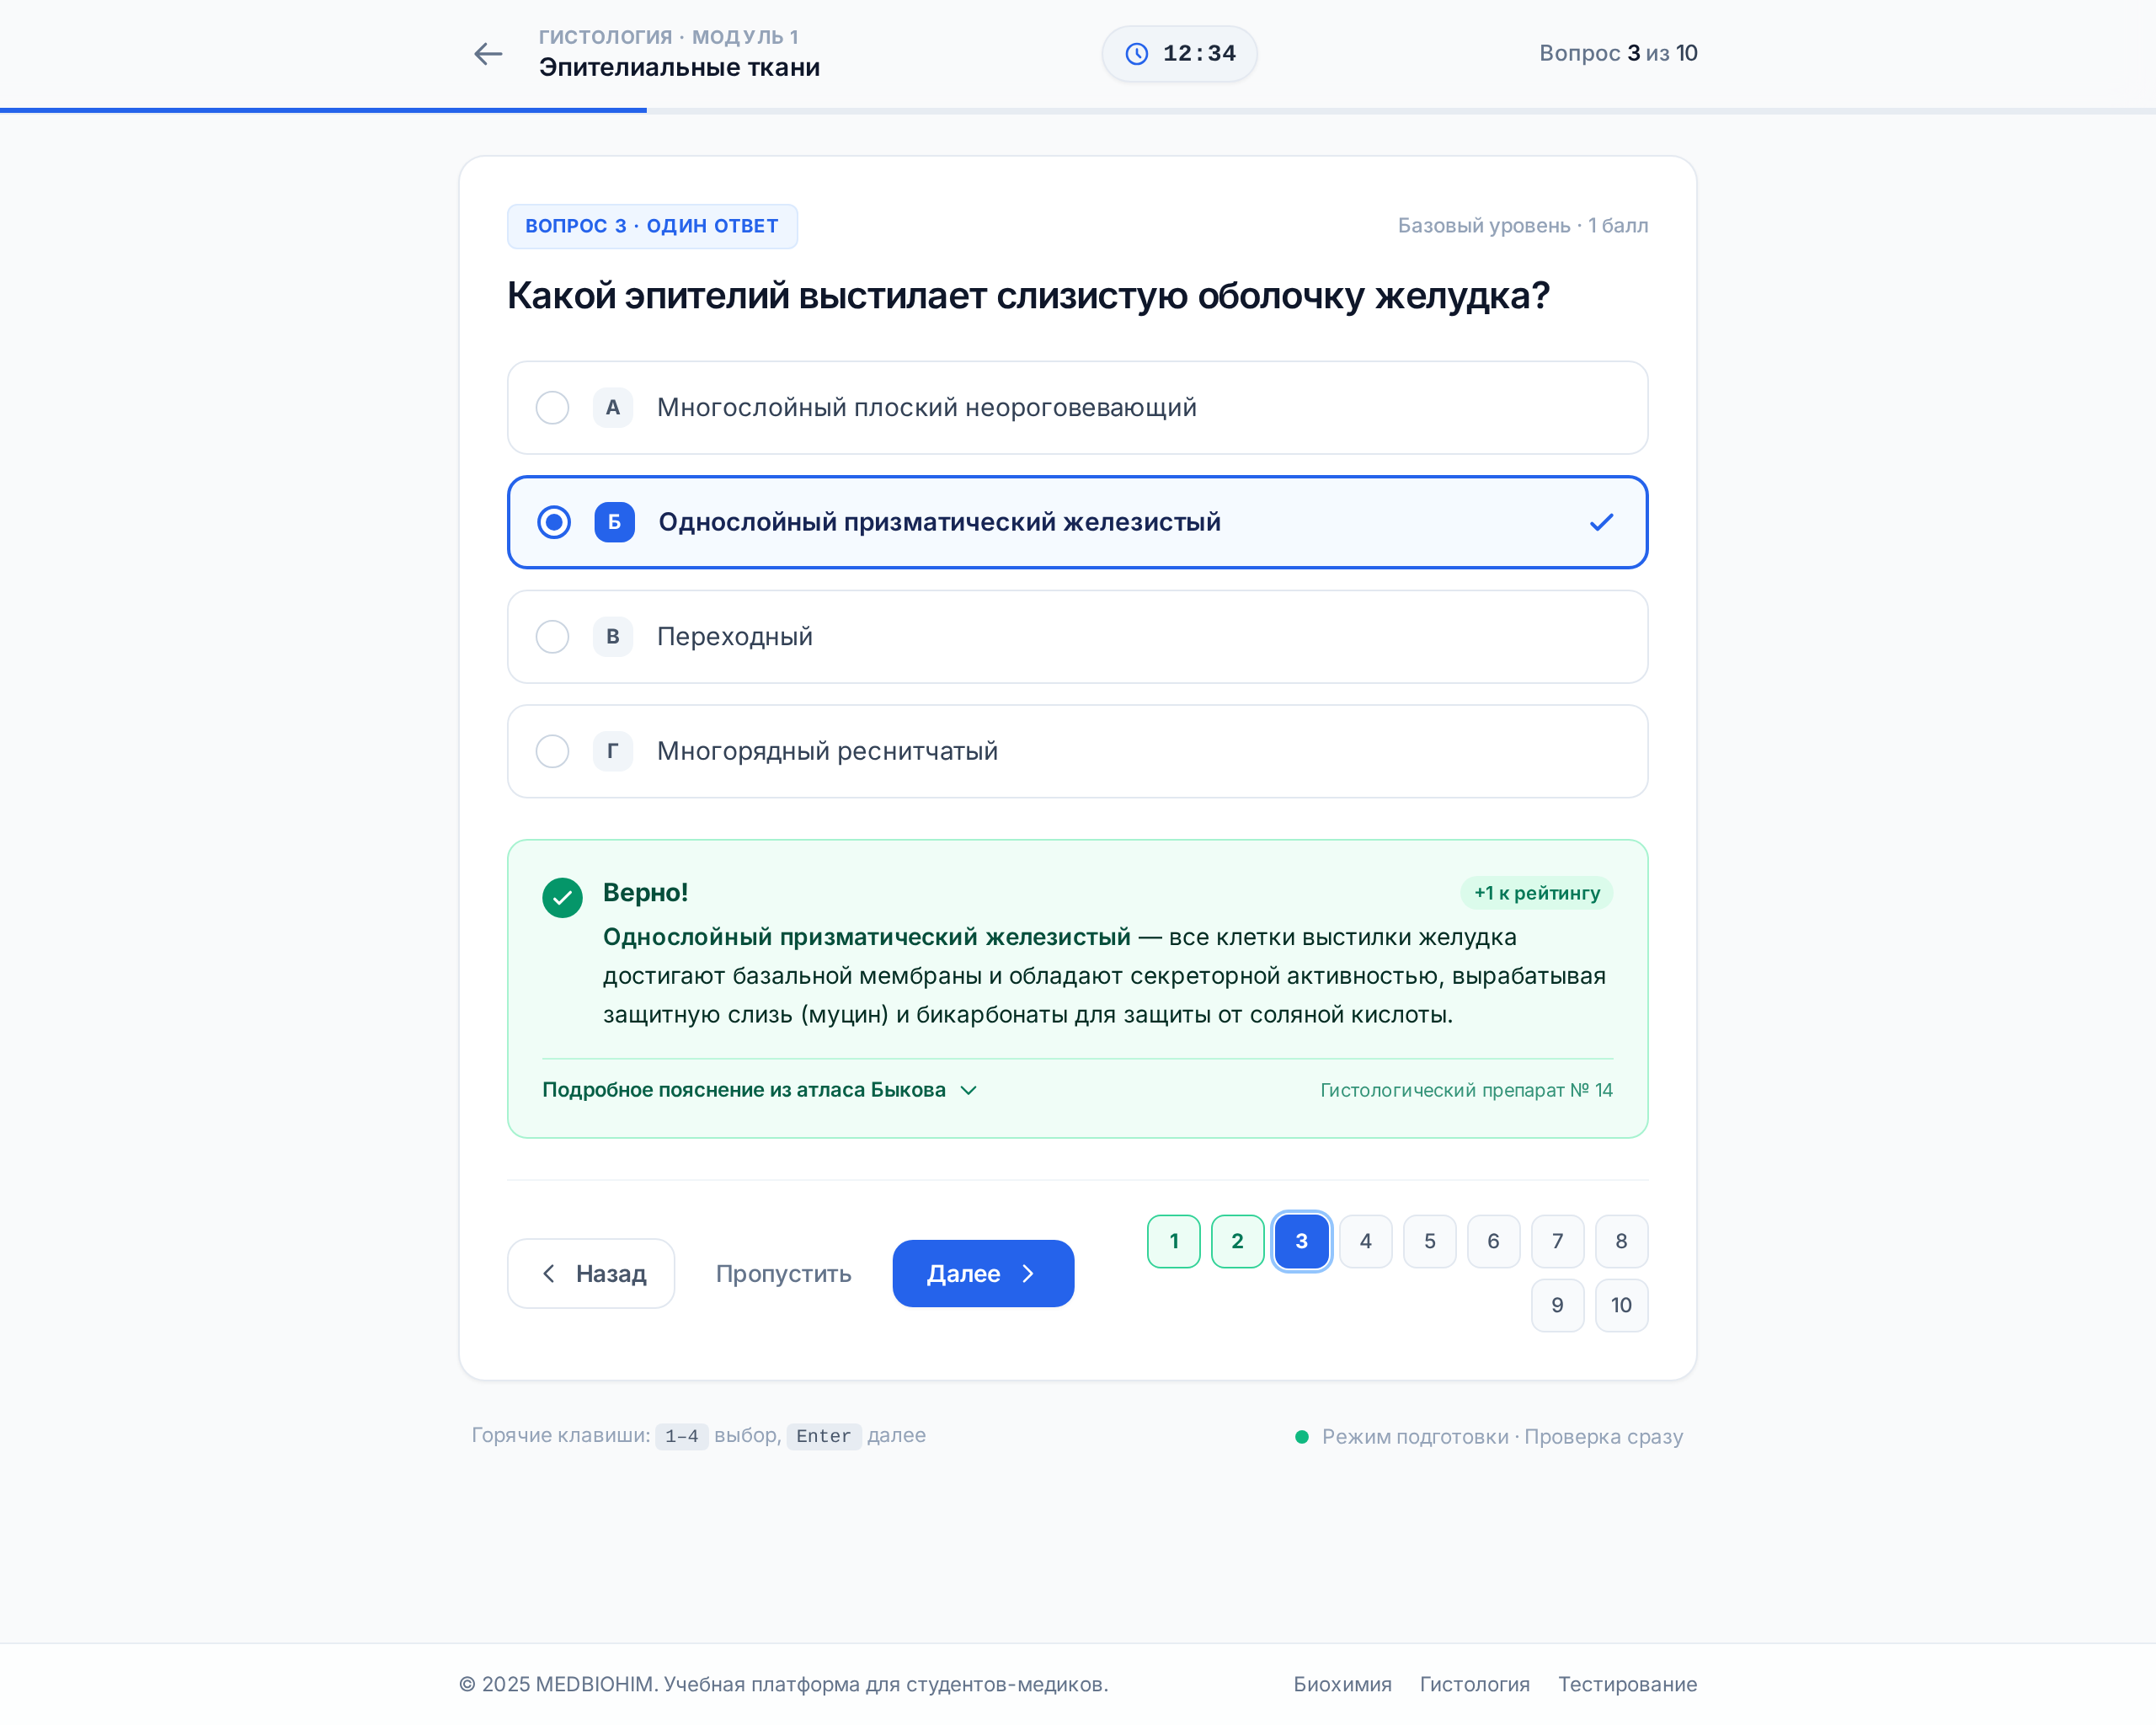 ГИСТОЛОГИЯ · МОДУЛЬ 1
Эпителиальные ткани
12:34
Вопрос 3 из 10
ВОПРОС 3 · ОДИН ОТВЕТ
Базовый уровень · 1 балл
Какой эпителий выстилает слизистую оболочку желудка?
А Многослойный плоский неороговевающий
Б Однослойный призматический железистый
В Переходный
Г Многорядный реснитчатый
Верно!
+1 к рейтингу
Однослойный призматический железистый — все клетки выстилки желудка
достигают базальной мембраны и обладают секреторной активностью, вырабатывая
защитную слизь (муцин) и бикарбонаты для защиты от соляной кислоты.
Подробное пояснение из атласа Быкова
Гистологический препарат № 14
Назад
Пропустить
Далее
1 2 3 4 5 6 7 8
9 10
Горячие клавиши: 1–4 выбор, Enter далее
Режим подготовки · Проверка сразу
© 2025 MEDBIOHIM. Учебная платформа для студентов-медиков.
Биохимия Гистология Тестирование